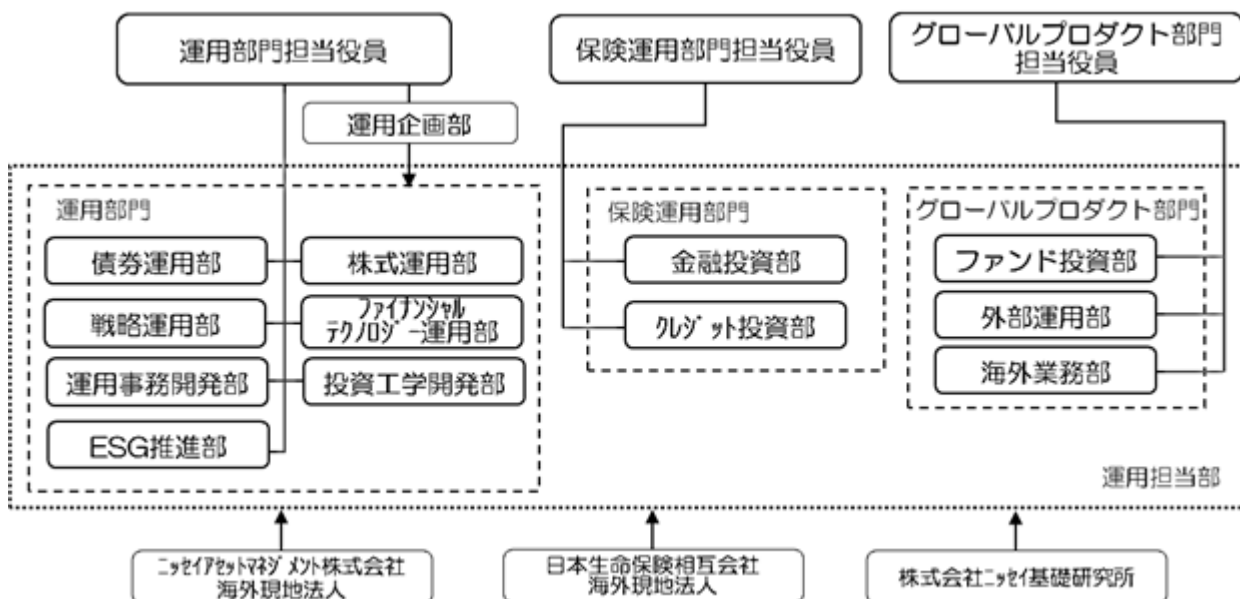 運用部門担当役員
保険運用部門担当役員
グローバルプロダクト部門
担当役員
運用企画部
運用部門
債券運用部
株式運用部
戦略運用部
ファイナンシャル
テクノロジー運用部
運用事務開発部
投資工学開発部
ESG推進部
保険運用部門
金融投資部
クレジット投資部
グローバルプロダクト部門
ファンド投資部
外部運用部
海外業務部
運用担当部
ニッセイアセットマネジメント株式会社
海外現地法人
日本生命保険相互会社
海外現地法人
株式会社ニッセイ基礎研究所